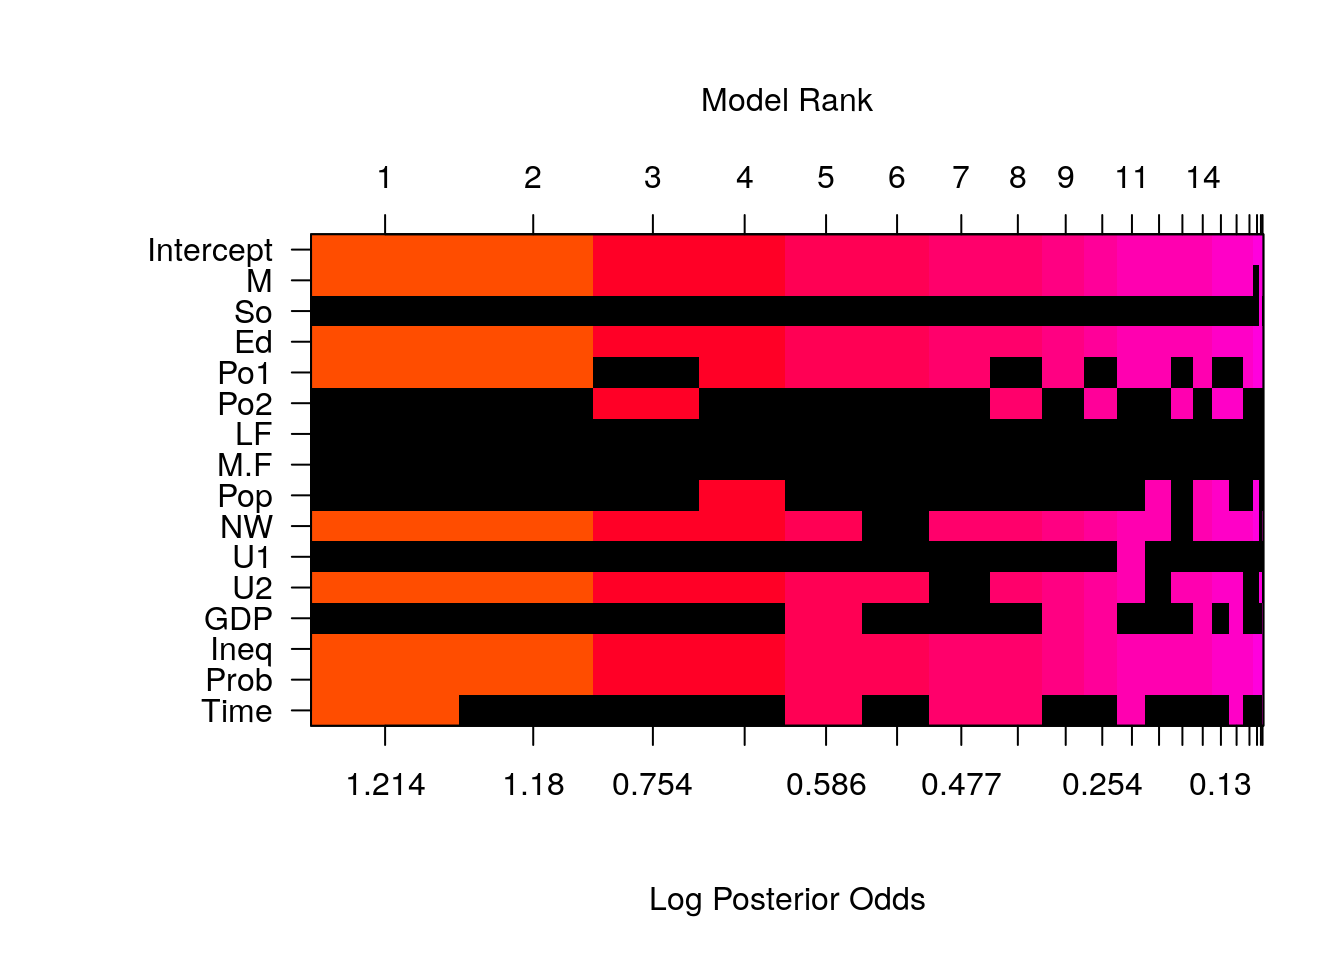 Model Rank
1 2 3 4 5 6 7 8 9 11 14
Intercept
M
So
Ed
Po1
Po2
LF
M.F
Pop
NW
U1
U2
GDP
Ineq
Prob
Time
1.214 1.18 0.754 0.586 0.477 0.254 0.13
Log Posterior Odds